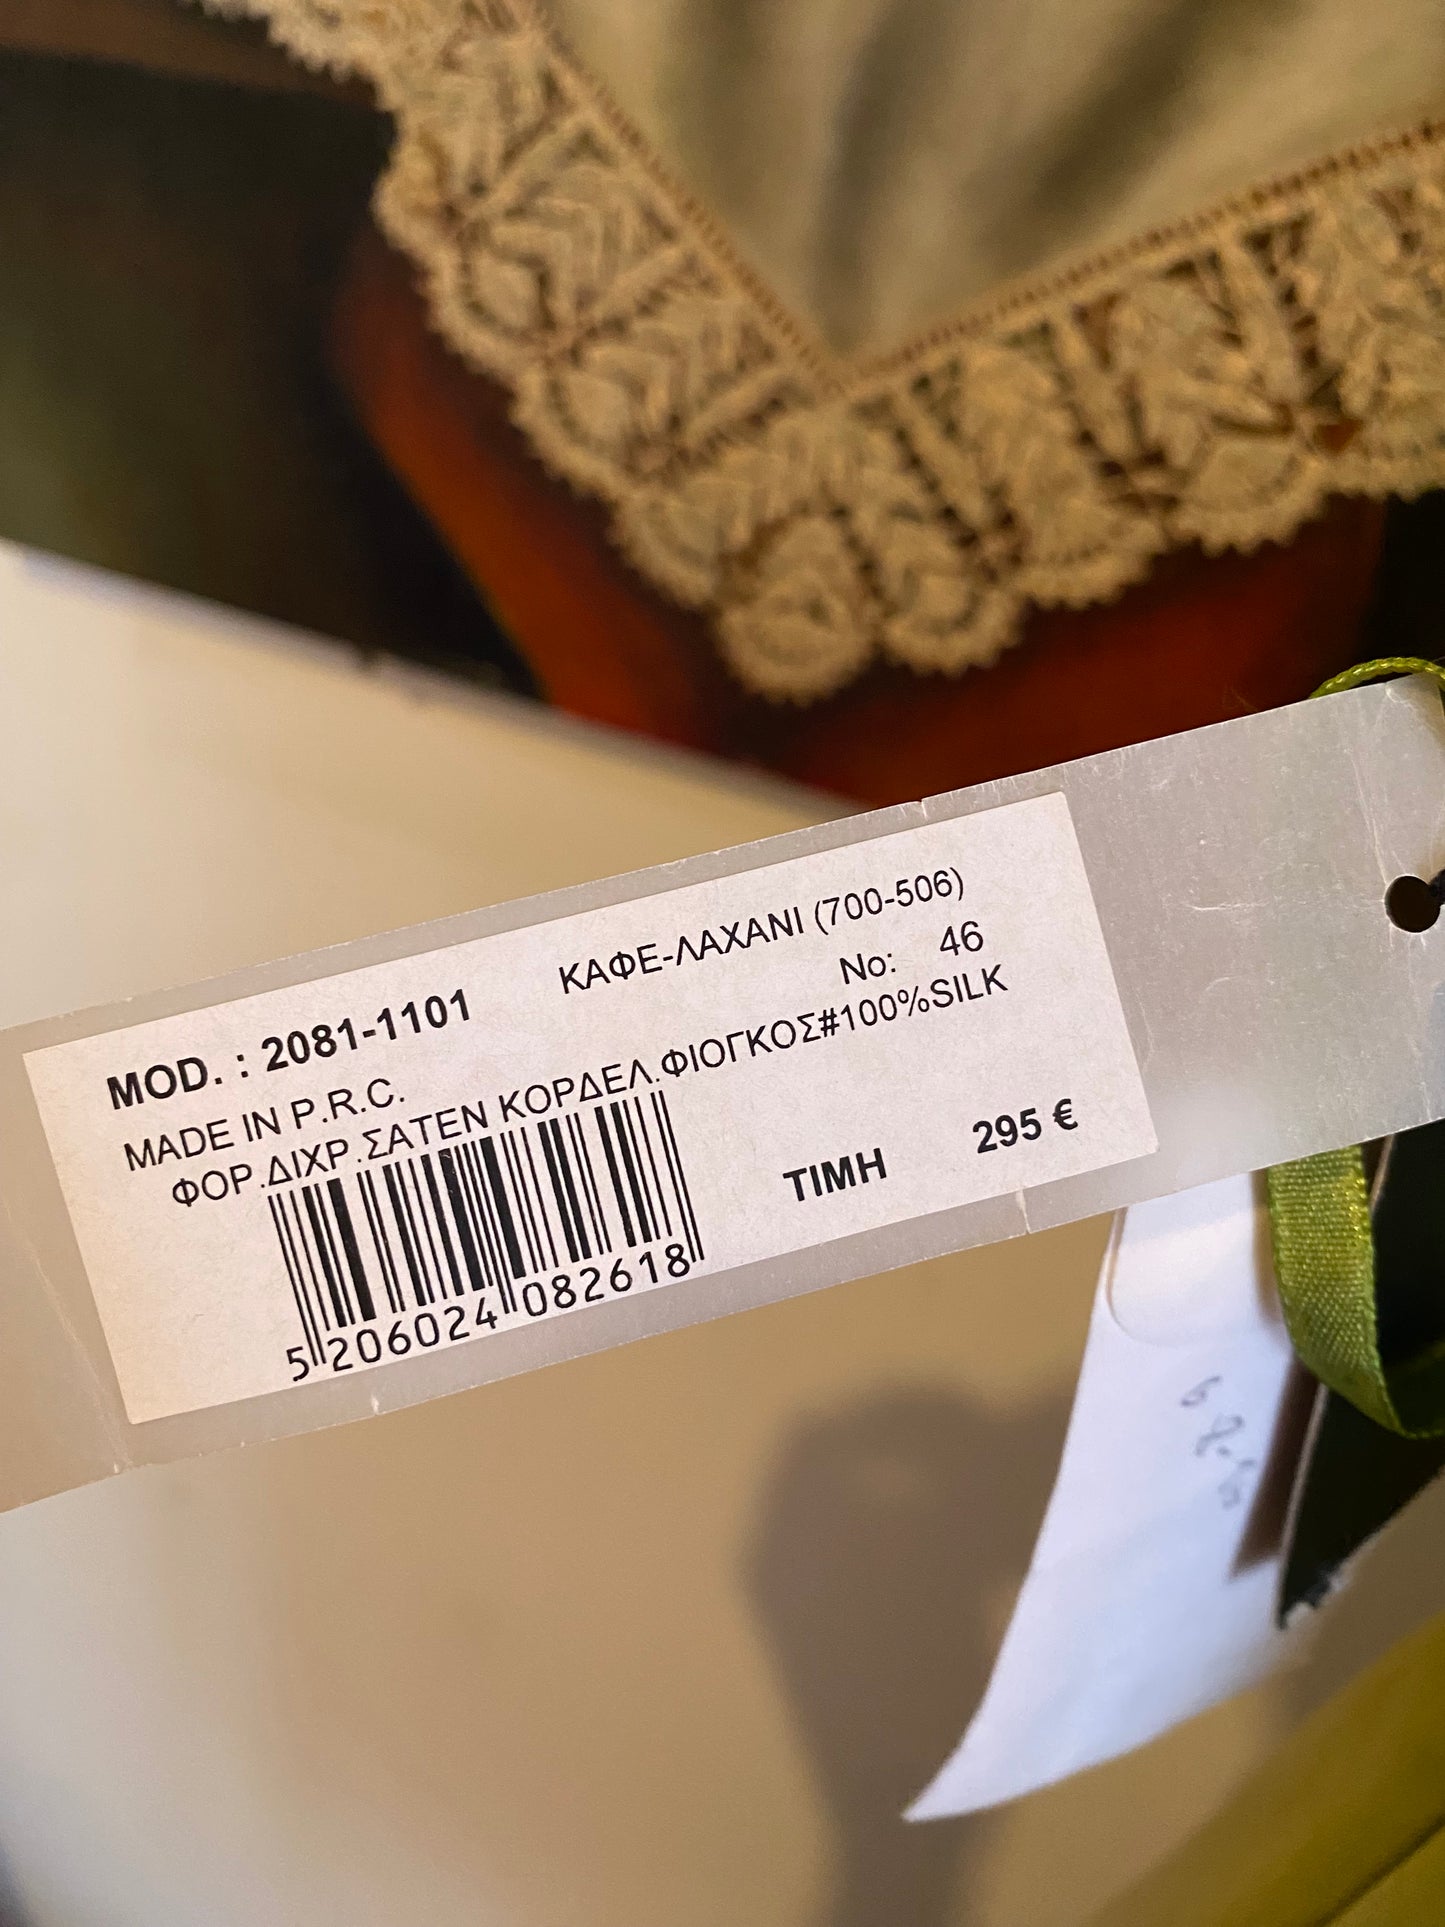 MOD. : 2081-1101 ΚΑΦΕ-ΛΑΧΑΝΙ (700-506)
MADE IN P.R.C. No: 46
ΦΟΡ.ΔΙΧΡ.ΣΑΤΕΝ ΚΟΡΔΕΛ.ΦΙΟΓΚΟΣ#100%SILK
ΤΙΜΗ 295 €
5 206024 082618